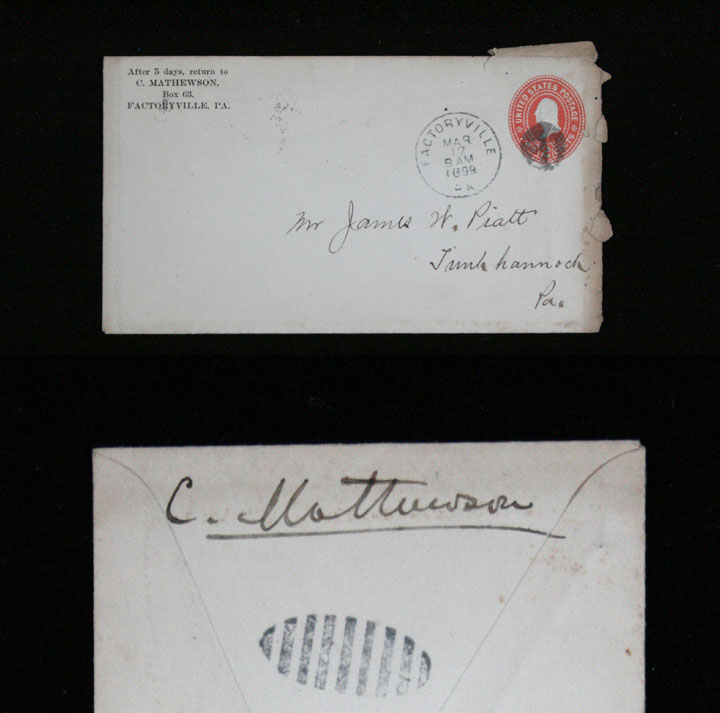 After 5 days, return to
C. MATHEWSON,
Box 63,
FACTORYVILLE, PA.
UNITED STATES POSTAGE
FACTORYVILLE
MAR
17
9 AM
1899
PA
Mr James W. Piatt
Tunkhannock
Pa.
C. Mathewson